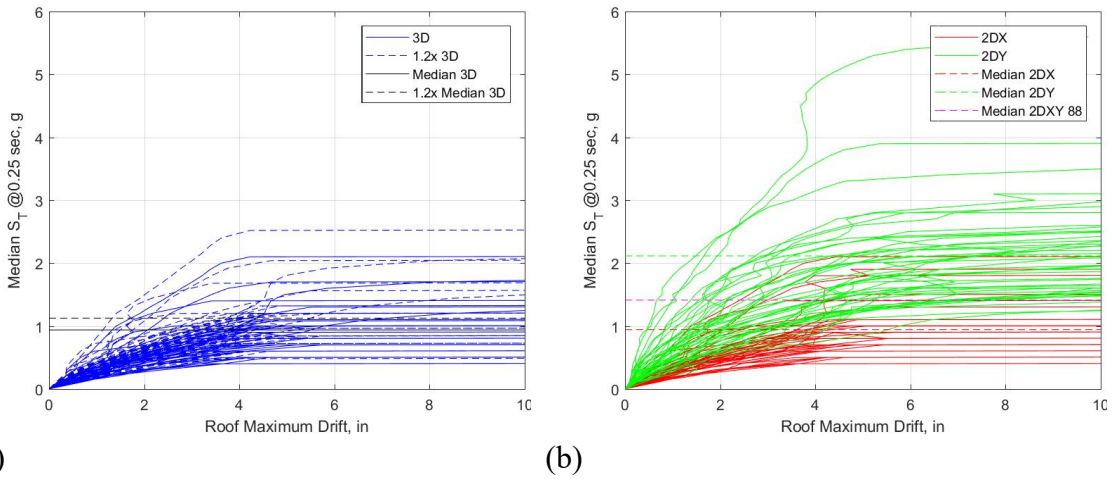 6
5
4
3
2
1
0
0 2 4 6 8 10
Median S_T @0.25 sec, g
Roof Maximum Drift, in
3D
1.2x 3D
Median 3D
1.2x Median 3D
)
6
5
4
3
2
1
0
0 2 4 6 8 10
Median S_T @0.25 sec, g
Roof Maximum Drift, in
2DX
2DY
Median 2DX
Median 2DY
Median 2DXY 88
(b)